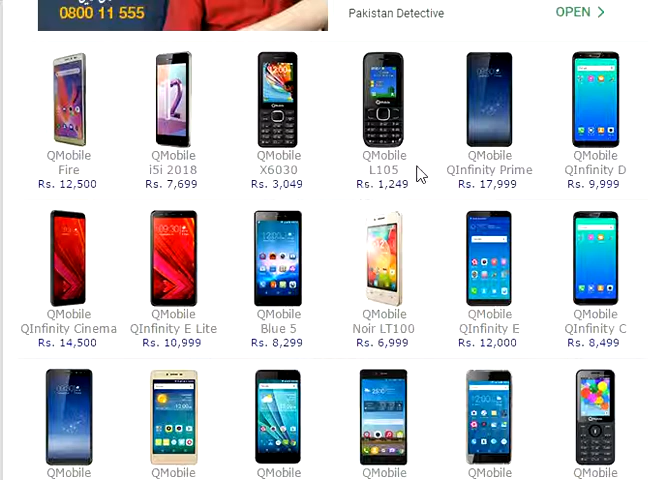 0800 11 555
Pakistan Detective
OPEN
QMobile QMobile QMobile QMobile QMobile QMobile
Fire i5i 2018 X6030 L105 QInfinity Prime QInfinity D
Rs. 12,500 Rs. 7,699 Rs. 3,049 Rs. 1,249 Rs. 17,999 Rs. 9,999
QMobile QMobile QMobile QMobile QMobile QMobile
QInfinity Cinema QInfinity E Lite Blue 5 Noir LT100 QInfinity E QInfinity C
Rs. 14,500 Rs. 10,999 Rs. 8,299 Rs. 6,999 Rs. 12,000 Rs. 8,499
QMobile QMobile QMobile QMobile QMobile QMobile